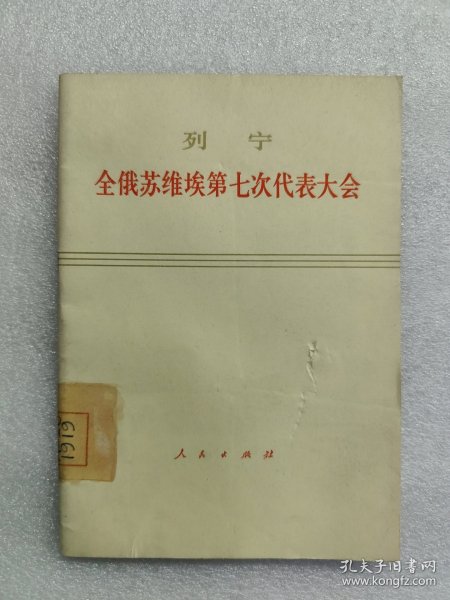 列宁
全俄苏维埃第七次代表大会
1919
人民出版社
孔夫子旧书网
www.kongfz.com